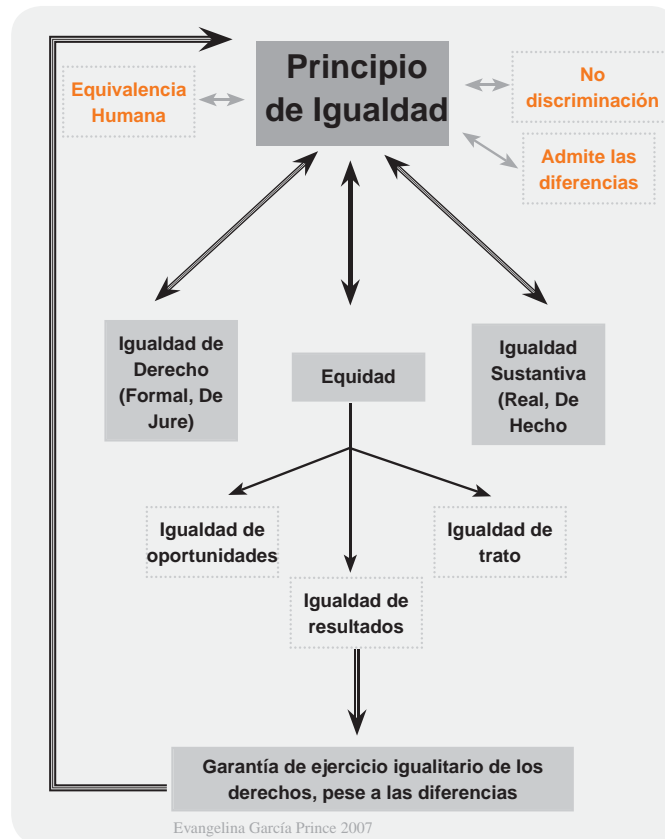 Principio
de Igualdad
Equivalencia
Humana
No
discriminación
Admite las
diferencias
Igualdad de
Derecho
(Formal, De
Jure)
Equidad
Igualdad
Sustantiva
(Real, De
Hecho
Igualdad de
oportunidades
Igualdad de
trato
Igualdad de
resultados
Garantía de ejercicio igualitario de los
derechos, pese a las diferencias
Evangelina García Prince 2007